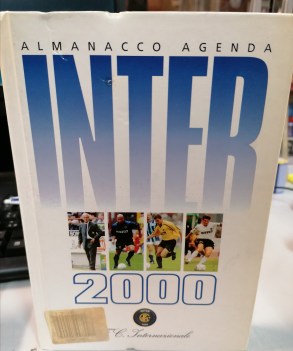 ALMANACCO AGENDA
INTER
2000
F.C. Internazionale